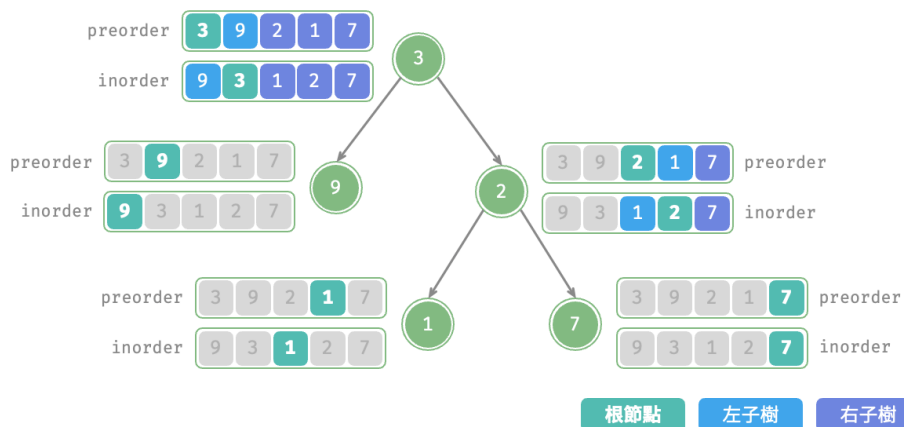 preorder 3 9 2 1 7
inorder 9 3 1 2 7
3
preorder 3 9 2 1 7
inorder 9 3 1 2 7
9
2
3 9 2 1 7 preorder
9 3 1 2 7 inorder
preorder 3 9 2 1 7
inorder 9 3 1 2 7
1
7
3 9 2 1 7 preorder
9 3 1 2 7 inorder
根節點 左子樹 右子樹